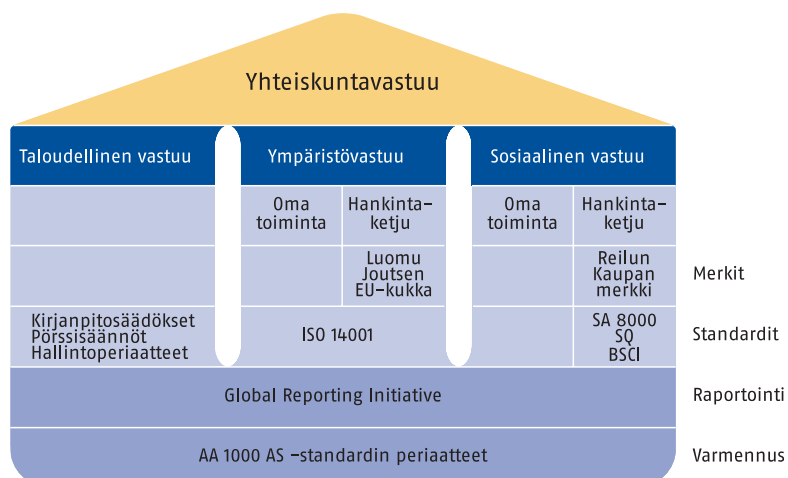 Yhteiskuntavastuu
Taloudellinen vastuu
Ympäristövastuu
Sosiaalinen vastuu
Oma
toiminta
Hankinta-
ketju
Oma
toiminta
Hankinta-
ketju
Luomu
Joutsen
EU-kukka
Reilun
Kaupan
merkki
Merkit
Kirjanpitosäädökset
Pörssisäännöt
Hallintoperiaatteet
ISO 14001
SA 8000
SQ
BSCI
Standardit
Global Reporting Initiative
Raportointi
AA 1000 AS -standardin periaatteet
Varmennus